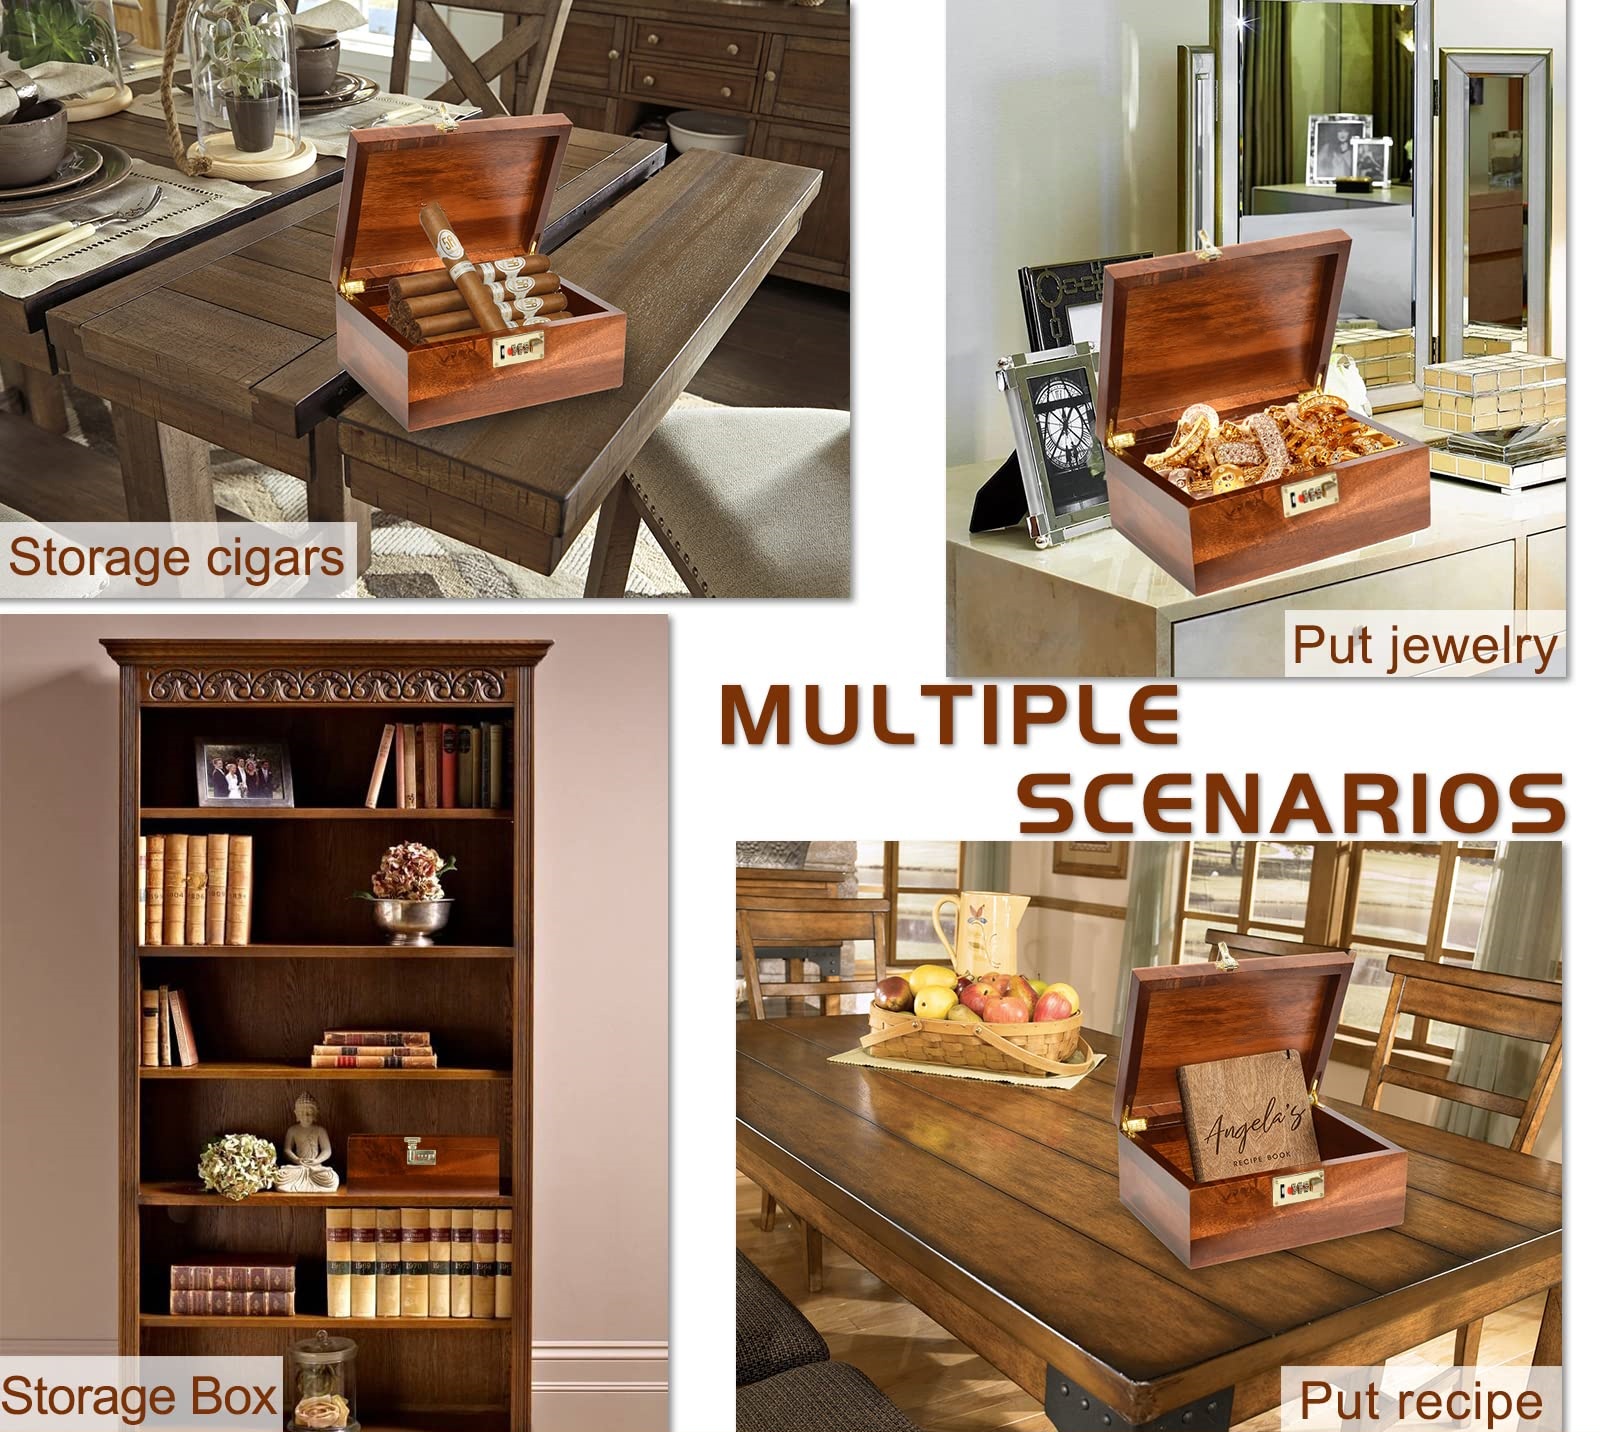 Storage cigars
Put jewelry
MULTIPLE
SCENARIOS
Storage Box
Angela's
RECIPE BOOK
Put recipe